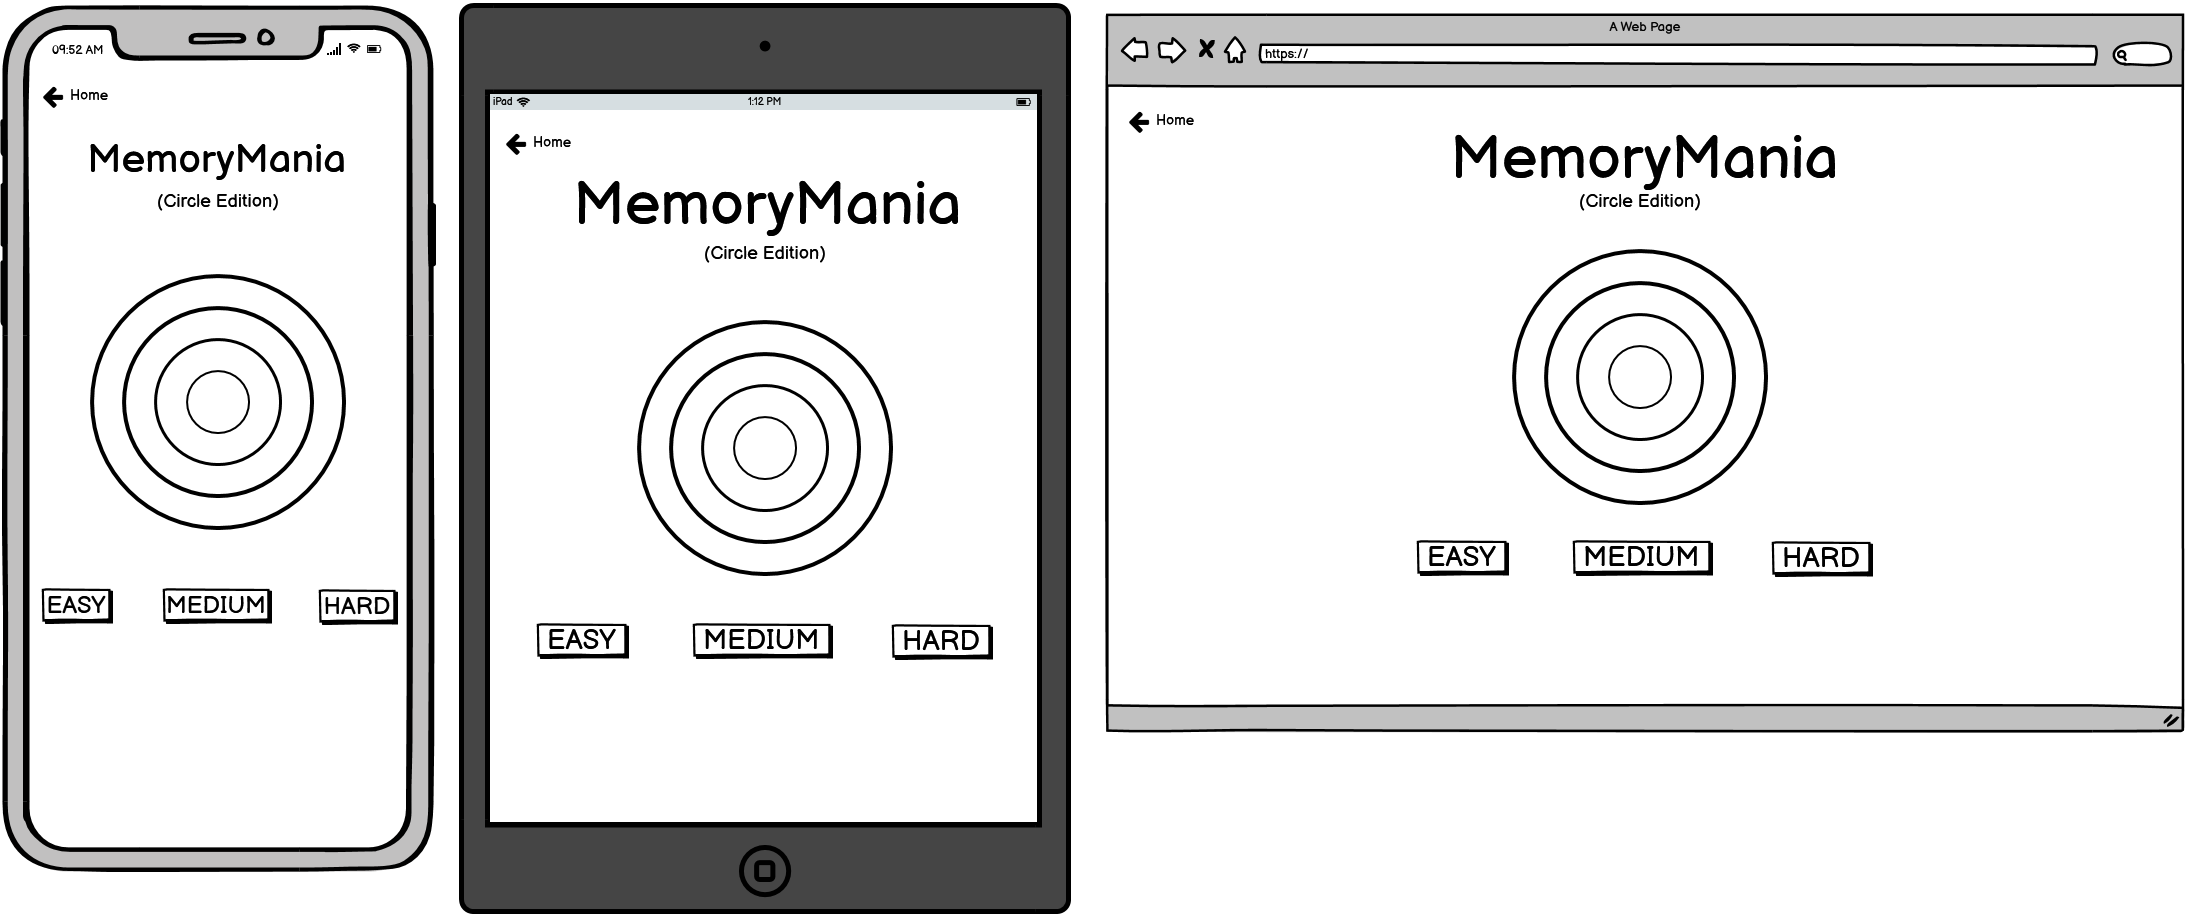 09:52 AM
Home
MemoryMania
(Circle Edition)
EASY MEDIUM HARD
iPad 1:12 PM
Home
MemoryMania
(Circle Edition)
EASY MEDIUM HARD
A Web Page
https://
Home
MemoryMania
(Circle Edition)
EASY MEDIUM HARD